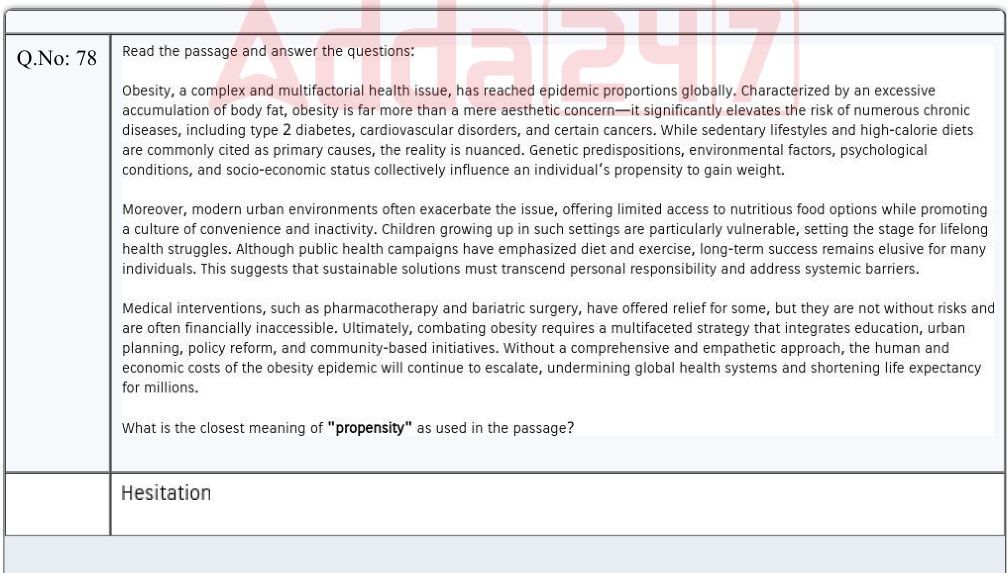 Adda247
Q.No: 78
Read the passage and answer the questions:
Obesity, a complex and multifactorial health issue, has reached epidemic proportions globally. Characterized by an excessive
accumulation of body fat, obesity is far more than a mere aesthetic concern—it significantly elevates the risk of numerous chronic
diseases, including type 2 diabetes, cardiovascular disorders, and certain cancers. While sedentary lifestyles and high-calorie diets
are commonly cited as primary causes, the reality is nuanced. Genetic predispositions, environmental factors, psychological
conditions, and socio-economic status collectively influence an individual's propensity to gain weight.
Moreover, modern urban environments often exacerbate the issue, offering limited access to nutritious food options while promoting
a culture of convenience and inactivity. Children growing up in such settings are particularly vulnerable, setting the stage for lifelong
health struggles. Although public health campaigns have emphasized diet and exercise, long-term success remains elusive for many
individuals. This suggests that sustainable solutions must transcend personal responsibility and address systemic barriers.
Medical interventions, such as pharmacotherapy and bariatric surgery, have offered relief for some, but they are not without risks and
are often financially inaccessible. Ultimately, combating obesity requires a multifaceted strategy that integrates education, urban
planning, policy reform, and community-based initiatives. Without a comprehensive and empathetic approach, the human and
economic costs of the obesity epidemic will continue to escalate, undermining global health systems and shortening life expectancy
for millions.
What is the closest meaning of "propensity" as used in the passage?
Hesitation